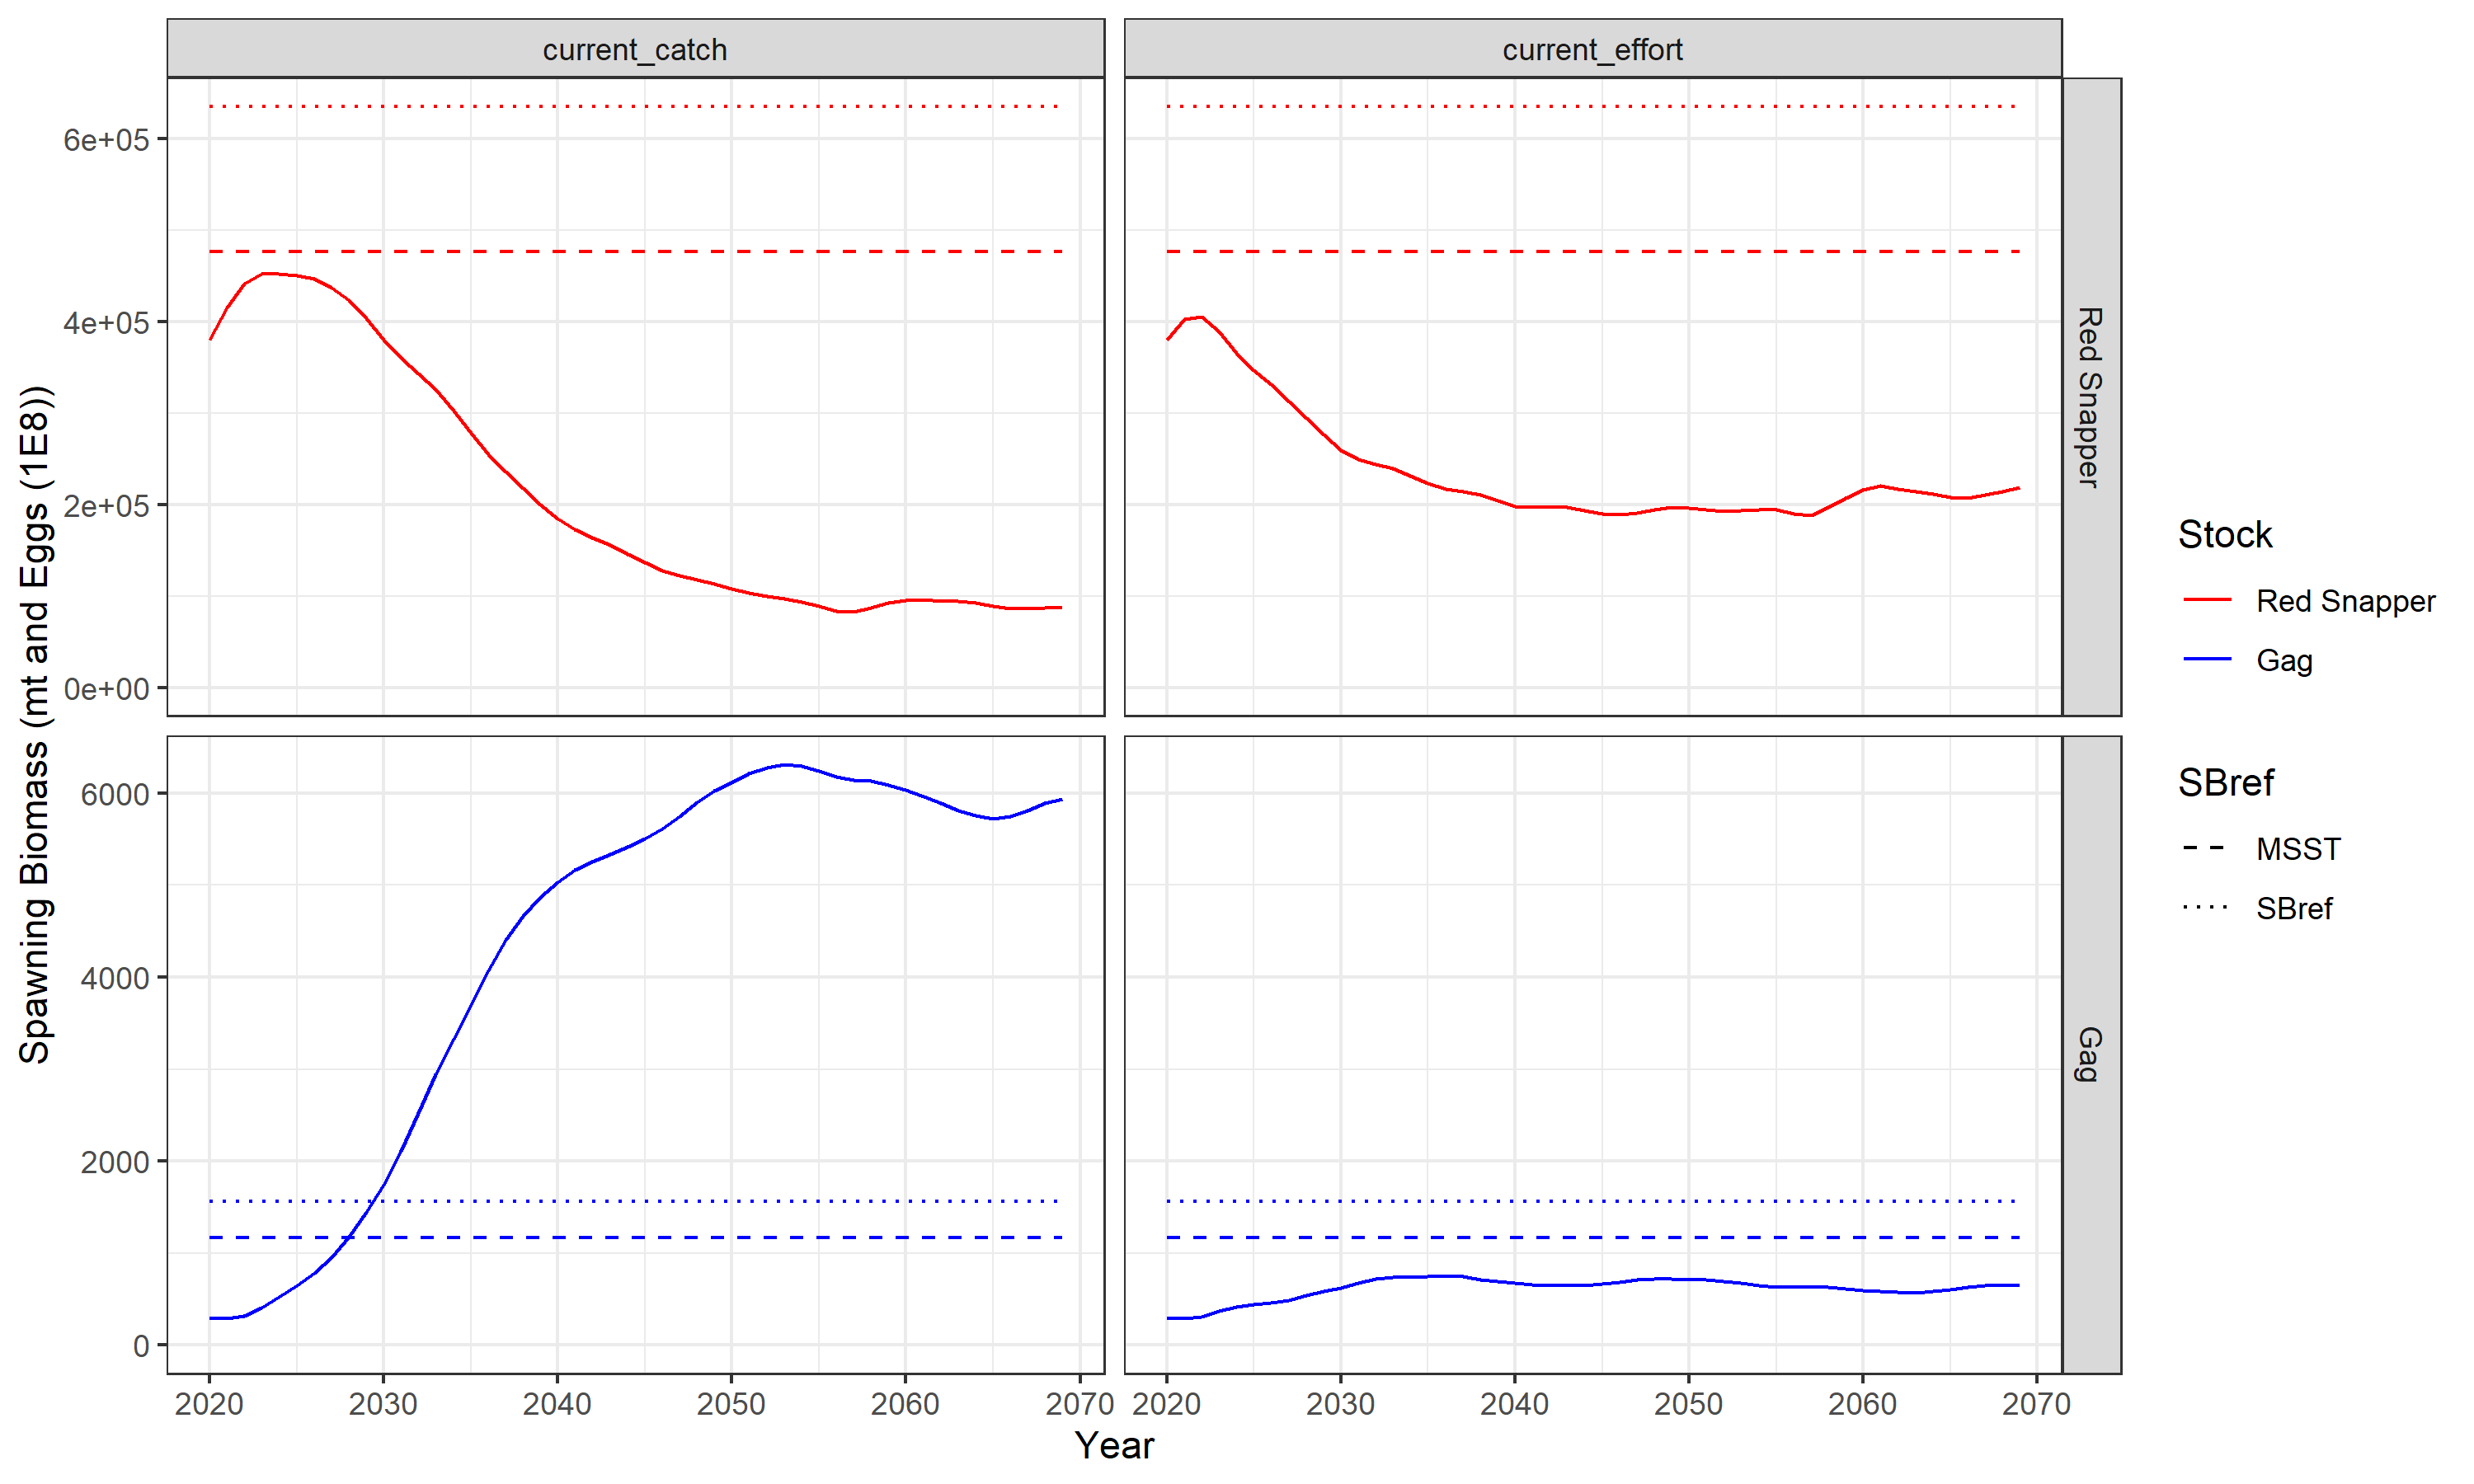 current_catch
current_effort
Spawning Biomass (mt and Eggs (1E8))
6e+05
4e+05
2e+05
0e+00
Red Snapper
6000
4000
2000
0
Gag
2020 2030 2040 2050 2060 2070
2020 2030 2040 2050 2060 2070
Year
Stock
Red Snapper
Gag
SBref
MSST
SBref